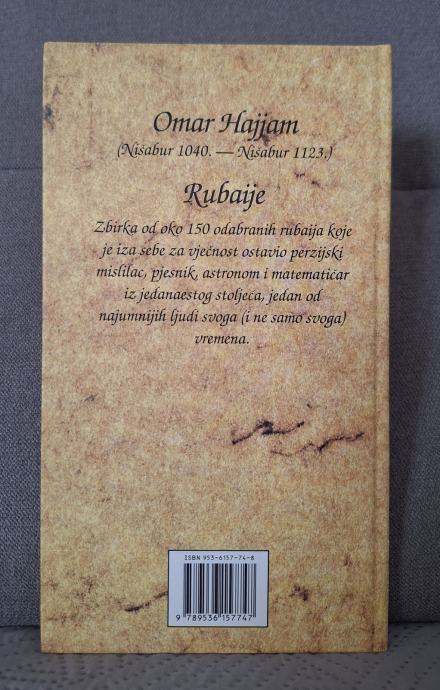 Omar Hajjam
(Nišabur 1040. — Nišabur 1123.)
Rubaije
Zbirka od oko 150 odabranih rubaija koje
je iza sebe za vječnost ostavio perzijski
mislilac, pjesnik, astronom i matematičar
iz jedanaestog stoljeća, jedan od
najumnijih ljudi svoga (i ne samo svoga)
vremena.
ISBN 953-6157-74-8
9 789536 157747